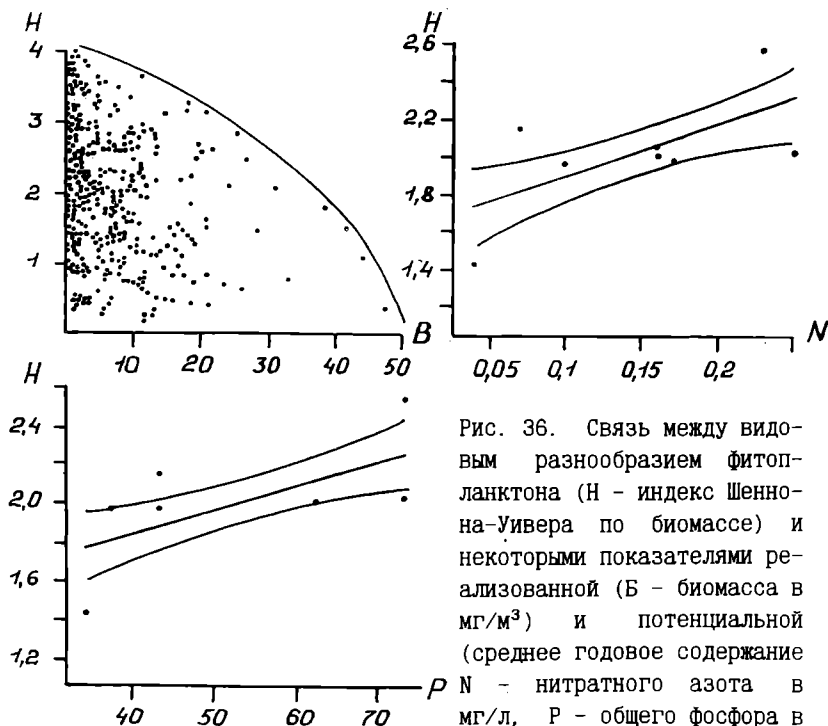 H
4
3
2
1
10
20
30
40
50
B
H
2,6
2,2
1,8
1,4
0,05
0,1
0,15
0,2
N
H
2,4
2,0
1,6
1,2
40
50
60
70
P
Рис. 36. Связь между видо-
вым разнообразием фитоп-
ланктона (Н - индекс Шенно-
на-Уивера по биомассе) и
некоторыми показателями ре-
ализованной (Б - биомасса в
мг/м³) и потенциальной
(среднее годовое содержание
N - нитратного азота в
мг/л, Р - общего фосфора в